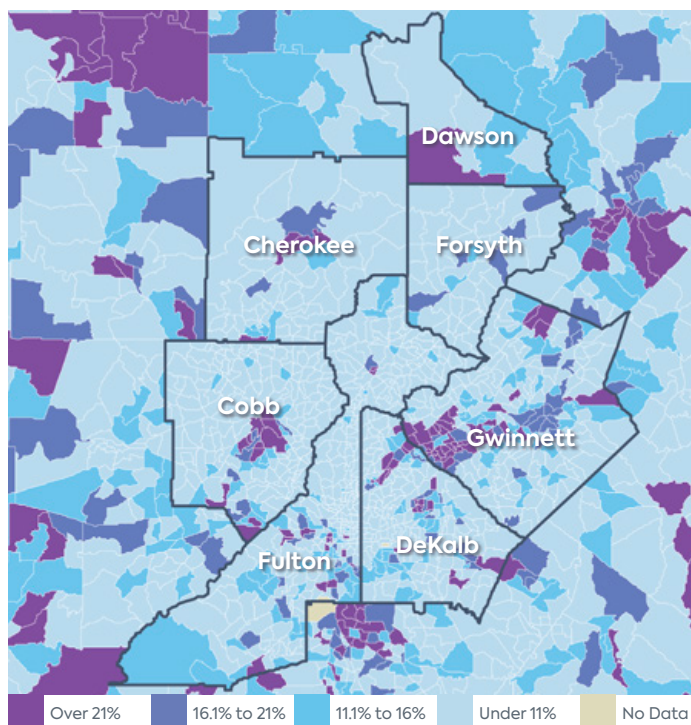 Dawson
Cherokee
Forsyth
Cobb
Gwinnett
DeKalb
Fulton
Over 21%
16.1% to 21%
11.1% to 16%
Under 11%
No Data